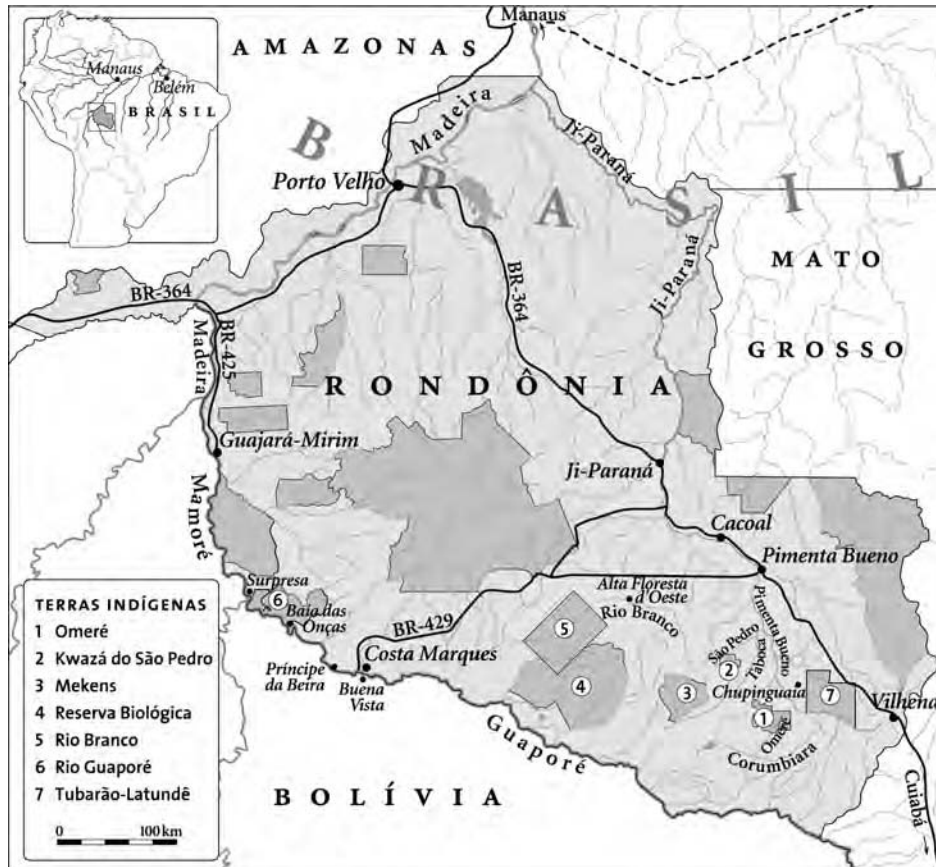 Manaus
AMAZONAS
Manaus
Belém
BRASIL
Madeira
Ji-Paraná
BRASIL
Porto Velho
MATO
GROSSO
Ji-Paraná
BR-364
BR-364
Madeira
BR-425
RONDÔNIA
Guajará-Mirim
Ji-Paraná
Mamoré
Cacoal
Pimenta Bueno
Surpresa
6
Baía das
Onças
Alta Floresta
d'Oeste
Rio Branco
BR-429
5
São Pedro
Taboca
Pimenta Bueno
Costa Marques
Príncipe
da Beira
Buena
Vista
4
3
2
Chupinguaia
7
Vilhena
1
Omeré
Corumbiara
Guaporé
BOLÍVIA
Cuiabá
TERRAS INDÍGENAS
1 Omeré
2 Kwazá do São Pedro
3 Mekens
4 Reserva Biológica
5 Rio Branco
6 Rio Guaporé
7 Tubarão-Latundê
0 100 km